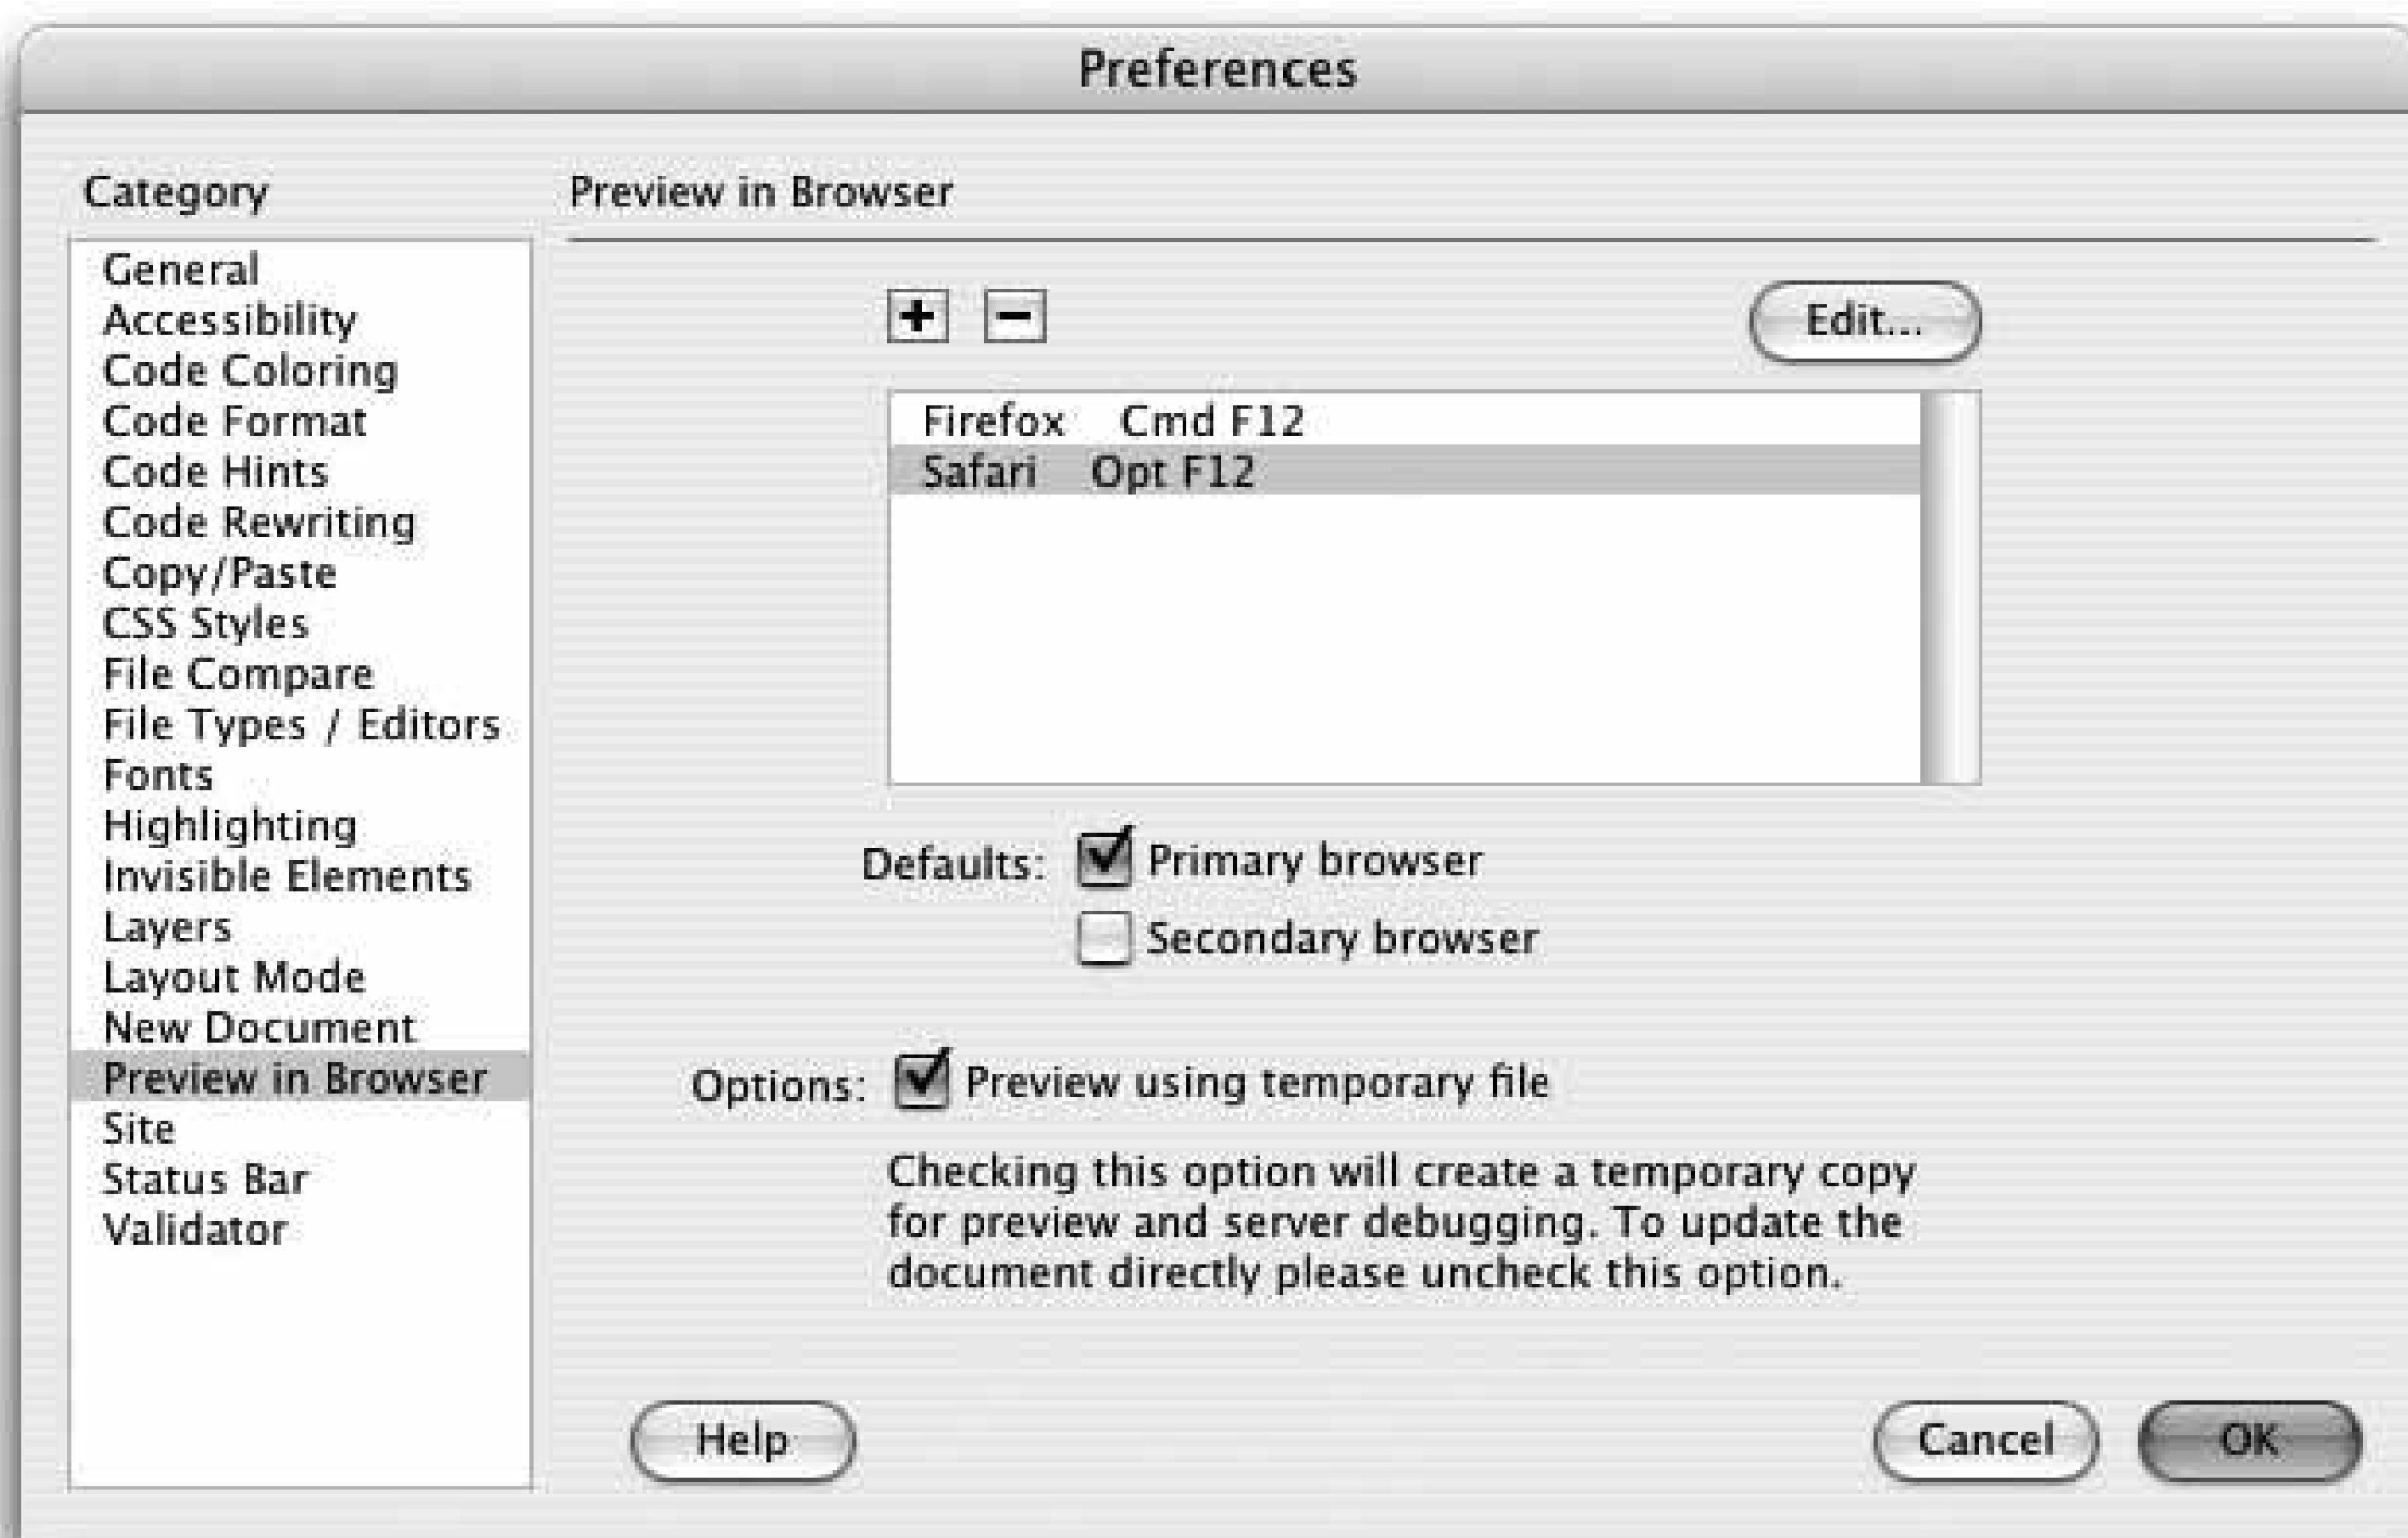 Preferences
Category
General
Accessibility
Code Coloring
Code Format
Code Hints
Code Rewriting
Copy/Paste
CSS Styles
File Compare
File Types / Editors
Fonts
Highlighting
Invisible Elements
Layers
Layout Mode
New Document
Preview in Browser
Site
Status Bar
Validator
Preview in Browser
+ −
Edit...
Firefox Cmd F12
Safari Opt F12
Defaults: Primary browser
Secondary browser
Options: Preview using temporary file
Checking this option will create a temporary copy
for preview and server debugging. To update the
document directly please uncheck this option.
Help Cancel OK